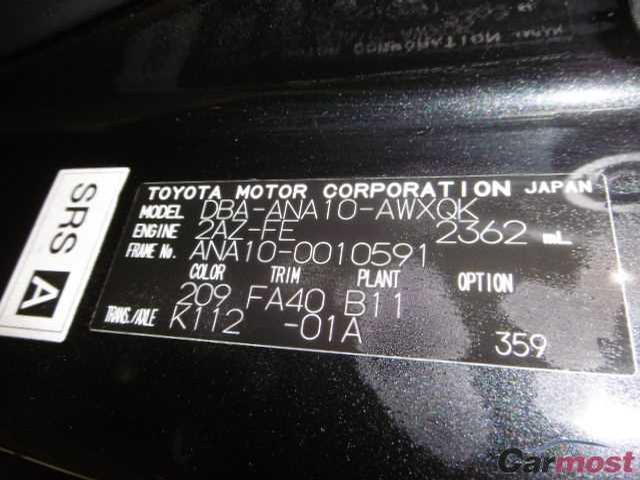 TOYOTA MOTOR CORPORATION JAPAN
MODEL DBA-ANA10-AWXQK
ENGINE 2AZ-FE 2362 mL
FRAME No. ANA10-0010591
COLOR TRIM PLANT OPTION
209 FA40 B11
TRANS./AXLE K112 -01A
359
SRS A
Carmost